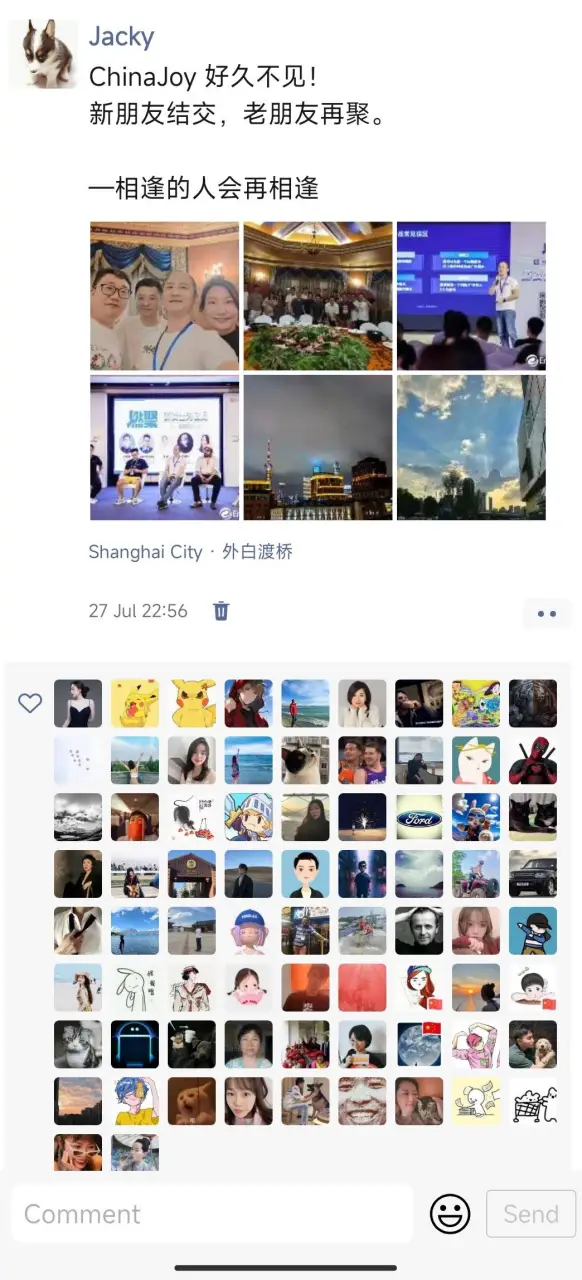 Jacky
ChinaJoy 好久不见！
新朋友结交，老朋友再聚。
—相逢的人会再相逢
Shanghai City · 外白渡桥
27 Jul 22:56
Ford
Comment
Send